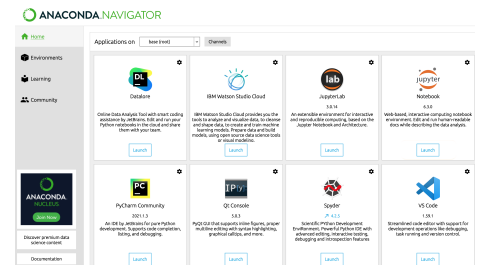 ANACONDA.NAVIGATOR
Home
Environments
Learning
Community
Applications on base (root) Channels
DL
Datalore
Online Data Analysis Tool with smart coding
assistance by JetBrains. Edit and run your
Python notebooks in the cloud and share
them with your team.
Launch
IBM Watson Studio Cloud
IBM Watson Studio Cloud provides you the
tools to analyze and visualize data, to cleanse
and shape data, to create and train machine
learning models. Prepare data and build
models, using open source data science tools
or visual modeling.
Launch
lab
JupyterLab
3.0.14
An extensible environment for interactive
and reproducible computing, based on the
Jupyter Notebook and Architecture.
Launch
jupyter
Notebook
6.3.0
Web-based, interactive computing notebook
environment. Edit and run human-readable
docs while describing the data analysis.
Launch
PC
PyCharm Community
2021.1.3
An IDE by JetBrains for pure Python
development. Supports code completion,
listing, and debugging.
Launch
IP[y]:
Qt Console
5.0.3
PyQt GUI that supports inline figures, proper
multiline editing with syntax highlighting,
graphical calltips, and more.
Launch
Spyder
4.2.5
Scientific PYthon Development
EnviRonment. Powerful Python IDE with
advanced editing, interactive testing,
debugging and introspection features
Launch
VS Code
1.59.1
Streamlined code editor with support for
development operations like debugging,
task running and version control.
Launch
ANACONDA.
NUCLEUS
Join Now
Discover premium data
science content
Documentation